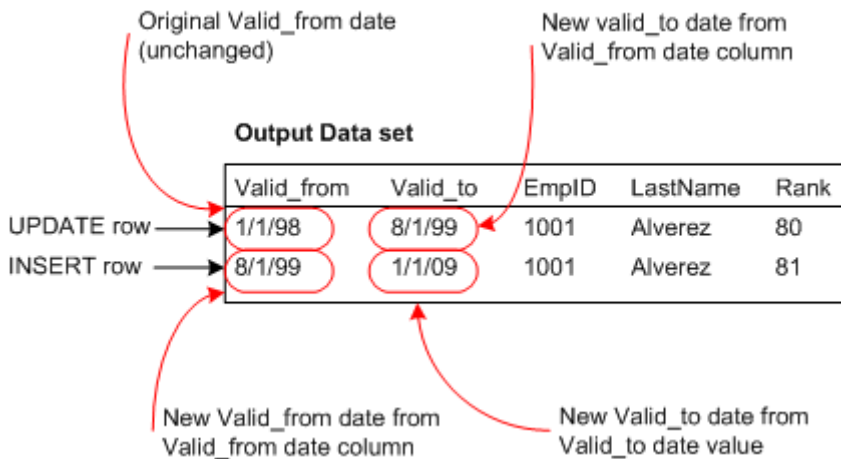 Original Valid_from date
(unchanged)
New valid_to date from
Valid_from date column
Output Data set
Valid_from Valid_to EmpID LastName Rank
UPDATE row 1/1/98 8/1/99 1001 Alverez 80
INSERT row 8/1/99 1/1/09 1001 Alverez 81
New Valid_from date from
Valid_from date column
New Valid_to date from
Valid_to date value